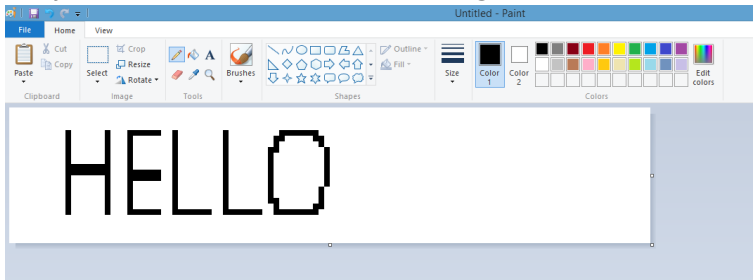 Untitled - Paint
File Home View
Paste
Cut
Copy
Clipboard
Select
Crop
Resize
Rotate
Image
A
Tools
Brushes
Outline
Fill
Shapes
Size
Color 1
Color 2
Edit colors
Colors
HELLO